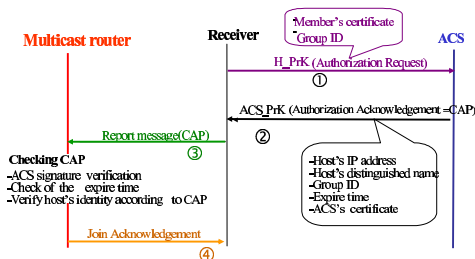 Member's certificate
Group ID
Multicast router
Receiver
ACS
H_PrK (Authorization Request)
①
ACS_PrK (Authorization Acknowledgement =CAP)
②
Report message(CAP)
③
Checking CAP
-ACS signature verification
-Check of the expire time
-Verify host's identity according to CAP
-Host's IP address
-Host's distinguished name
-Group ID
-Expire time
-ACS's certificate
Join Acknowledgement
④